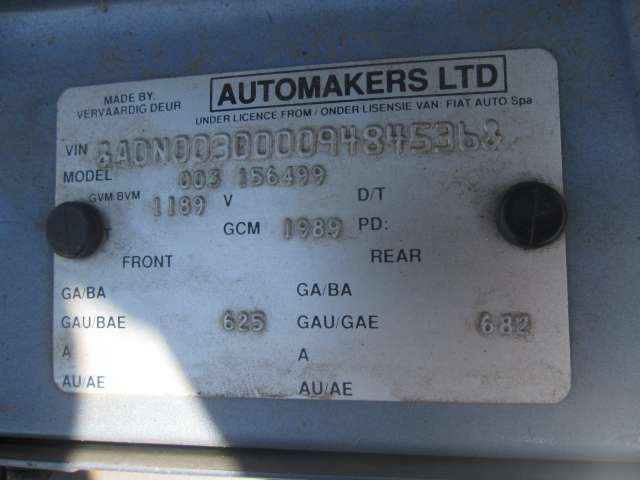 MADE BY: AUTOMAKERS LTD
VERVAARDIG DEUR
UNDER LICENCE FROM / ONDER LISENSIE VAN: FIAT AUTO Spa
VIN &ADN003000094845368&
MODEL 003 156499
GVM.BVM 1189 V D/T
T GCM 1989 PD:
FRONT REAR
GA/BA GA/BA
GAU/BAE 625 GAU/GAE 682
A A
AU/AE AU/AE